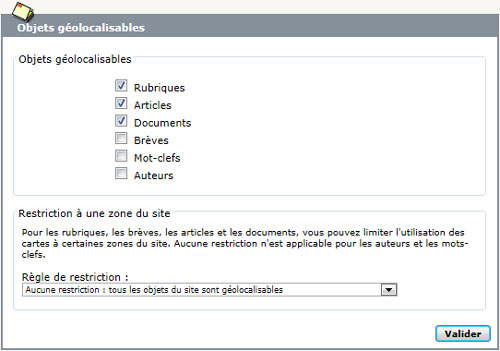 Objets géolocalisables
Objets géolocalisables
Rubriques
Articles
Documents
Brèves
Mot-clefs
Auteurs
Restriction à une zone du site
Pour les rubriques, les brèves, les articles et les documents, vous pouvez limiter l'utilisation des
cartes à certaines zones du site. Aucune restriction n'est applicable pour les auteurs et les mots-
clefs.
Règle de restriction :
Aucune restriction : tous les objets du site sont géolocalisables
Valider